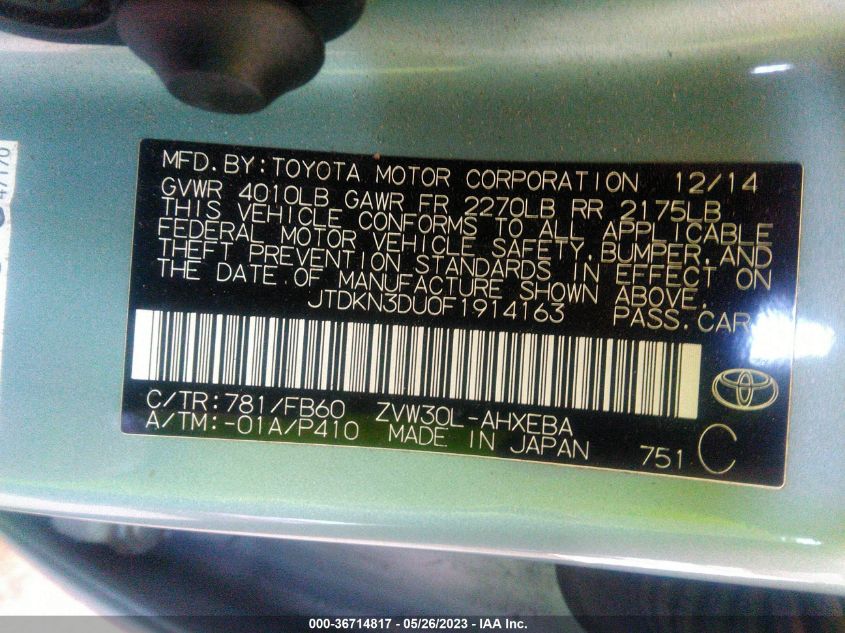 47170
MFD.BY:TOYOTA MOTOR CORPORATION 12/14
GVWR 4010LB GAWR FR 2270LB RR 2175LB
THIS VEHICLE CONFORMS TO ALL APPLICABLE
FEDERAL MOTOR VEHICLE SAFETY,BUMPER,AND
THEFT PREVENTION STANDARDS IN EFFECT ON
THE DATE OF MANUFACTURE SHOWN ABOVE.
JTDKN3DU0F1914163 PASS.CAR
C/TR:781/FB60 ZVW30L-AHXEBA
A/TM:-01A/P410 MADE IN JAPAN 751 C
000-36714817 - 05/26/2023 - IAA Inc.